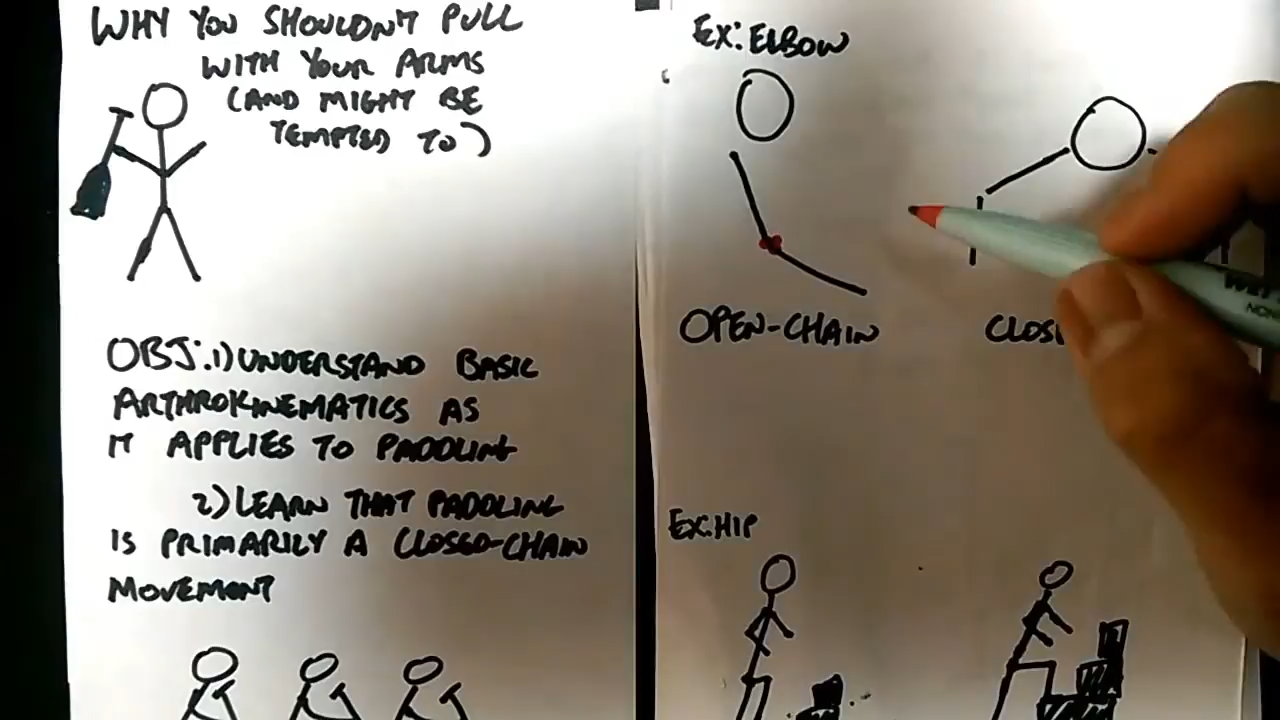 WHY YOU SHOULDN'T PULL
WITH YOUR ARMS
(AND MIGHT BE
TEMPTED TO)
OBJ: 1) UNDERSTAND BASIC
ARTHROKINEMATICS AS
IT APPLIES TO PADDLING
2) LEARN THAT PADDLING
IS PRIMARILY A CLOSED-CHAIN
MOVEMENT
EX: ELBOW
OPEN-CHAIN
EX: HIP